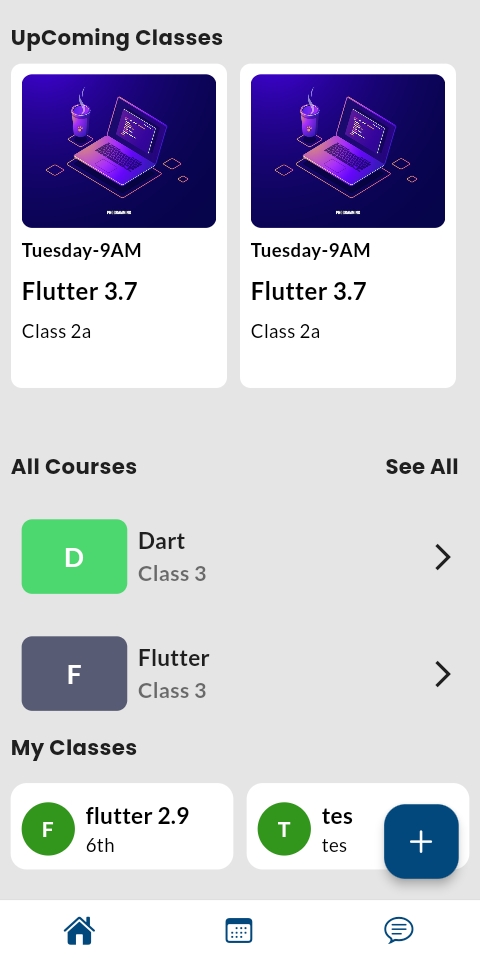 UpComing Classes
Tuesday-9AM
Flutter 3.7
Class 2a
Tuesday-9AM
Flutter 3.7
Class 2a
All Courses
See All
D
Dart
Class 3
F
Flutter
Class 3
My Classes
F
flutter 2.9
6th
T
tes
tes